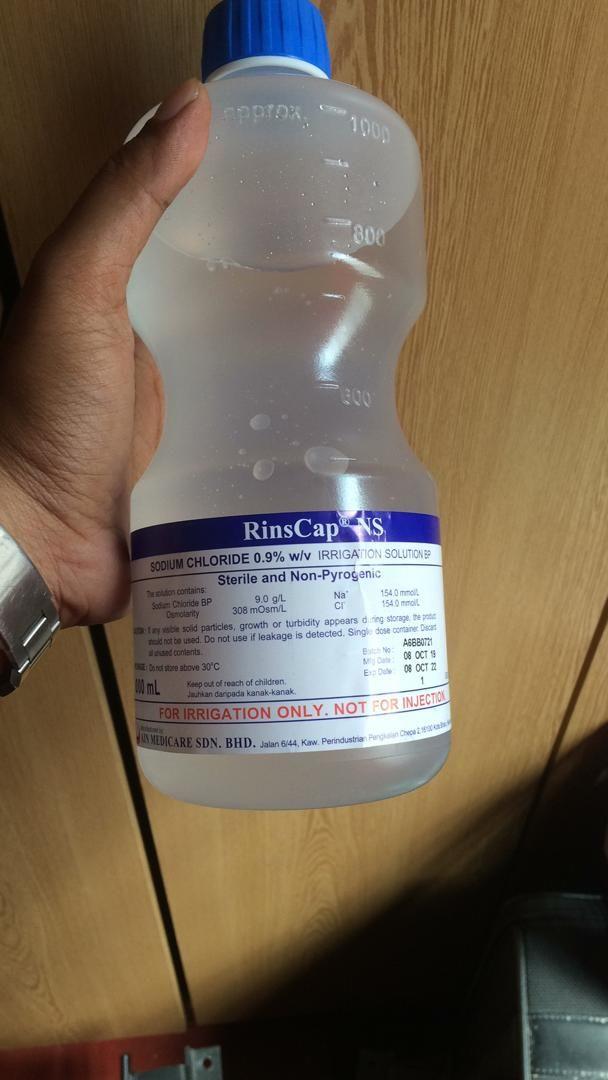 approx. 1000
800
600
RinsCap® NS
SODIUM CHLORIDE 0.9% w/v IRRIGATION SOLUTION BP
Sterile and Non-Pyrogenic
The solution contains:
Sodium Chloride BP 9.0 g/L Na⁺ 154.0 mmol/L
Osmolarity 308 mOsm/L Cl⁻ 154.0 mmol/L
If any visible solid particles, growth or turbidity appears during storage, the product
should not be used. Do not use if leakage is detected. Single dose container. Discard
all unused contents.
Batch No : A6BB0721
Mfg Date : 08 OCT 19
Do not store above 30°C
Exp Date : 08 OCT 22
1
mL
Keep out of reach of children.
Jauhkan daripada kanak-kanak.
FOR IRRIGATION ONLY. NOT FOR INJECTION
AIN MEDICARE SDN. BHD. Jalan 6/44, Kaw. Perindustrian Pengkalan Chepa 2, 16100 Kota